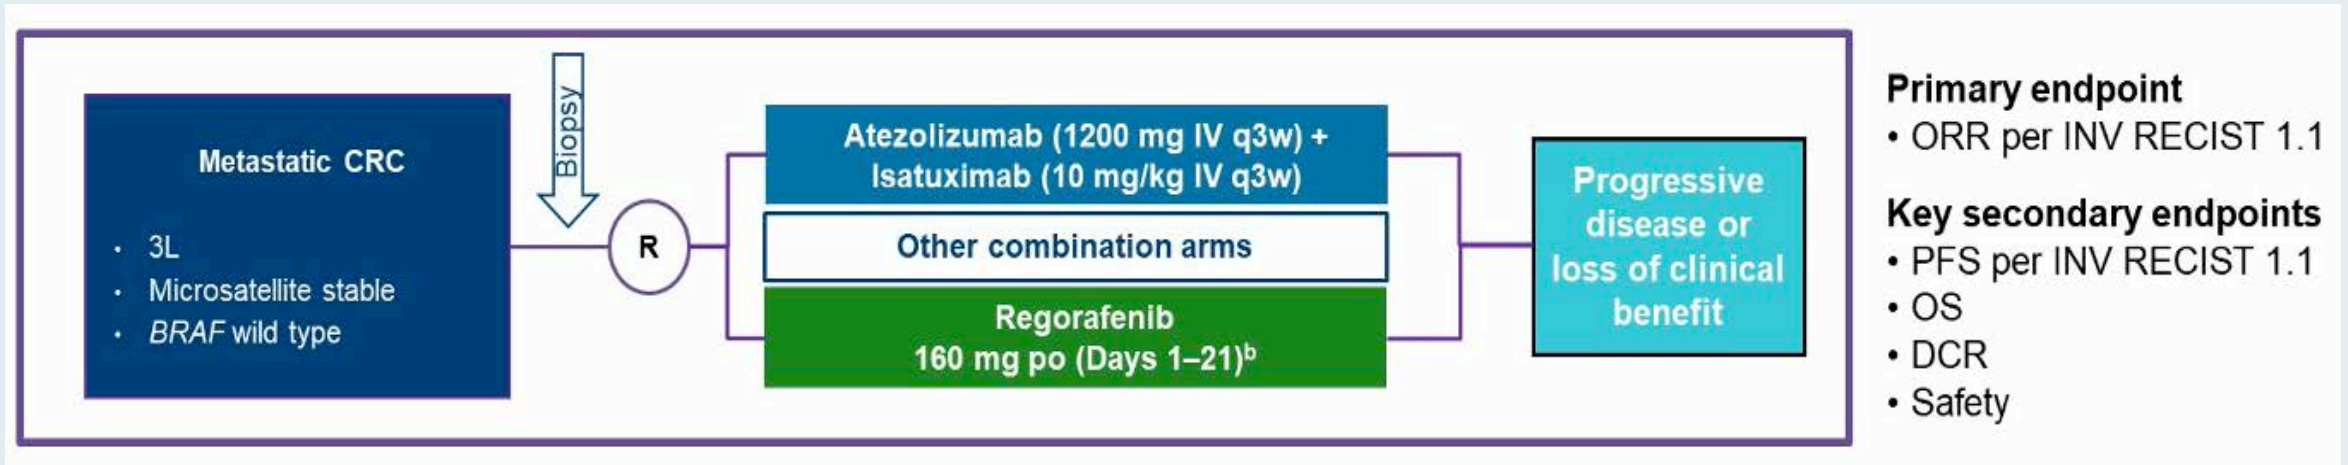 Metastatic CRC
• 3L
• Microsatellite stable
• BRAF wild type
Biopsy
R
Atezolizumab (1200 mg IV q3w) +
Isatuximab (10 mg/kg IV q3w)
Other combination arms
Regorafenib
160 mg po (Days 1–21)ᵇ
Progressive
disease or
loss of clinical
benefit
Primary endpoint
• ORR per INV RECIST 1.1
Key secondary endpoints
• PFS per INV RECIST 1.1
• OS
• DCR
• Safety